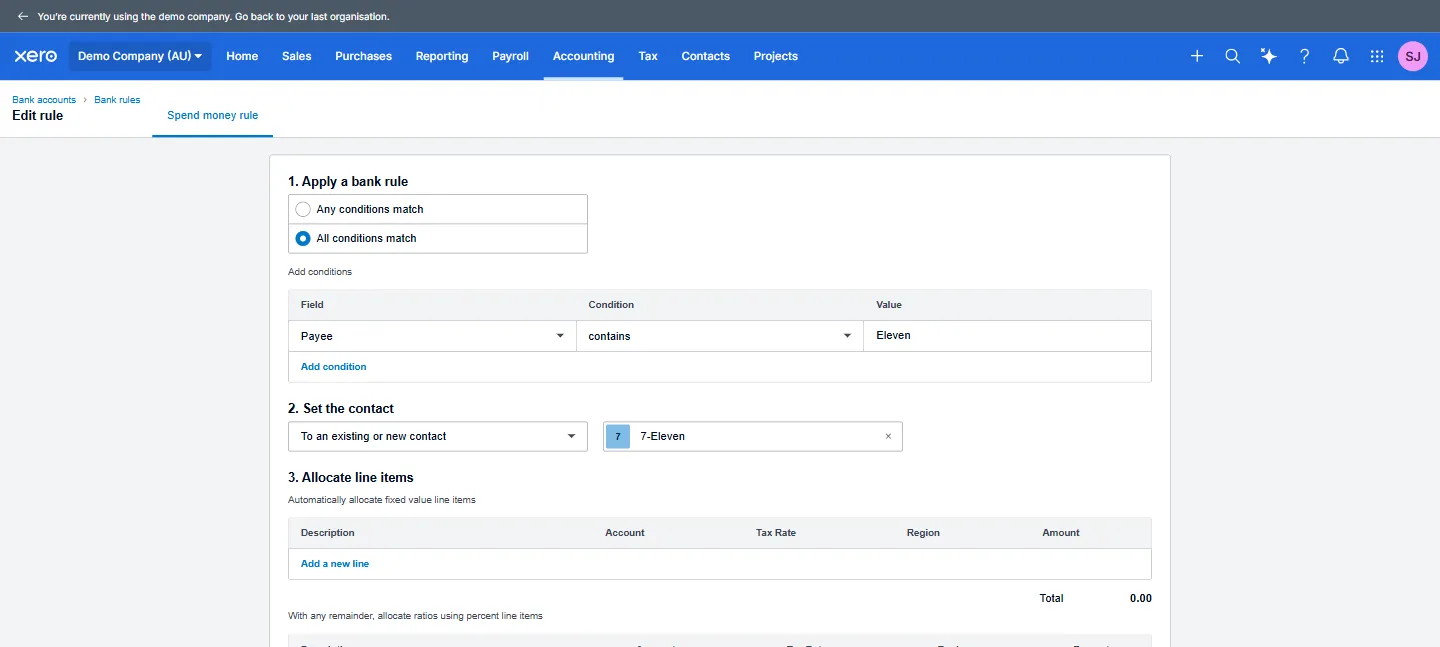 You're currently using the demo company. Go back to your last organisation.
xero Demo Company (AU) Home Sales Purchases Reporting Payroll Accounting Tax Contacts Projects SJ
Bank accounts › Bank rules
Edit rule
Spend money rule
1. Apply a bank rule
Any conditions match
All conditions match
Add conditions
Field Condition Value
Payee contains Eleven
Add condition
2. Set the contact
To an existing or new contact 7 7-Eleven ×
3. Allocate line items
Automatically allocate fixed value line items
Description Account Tax Rate Region Amount
Add a new line
Total 0.00
With any remainder, allocate ratios using percent line items